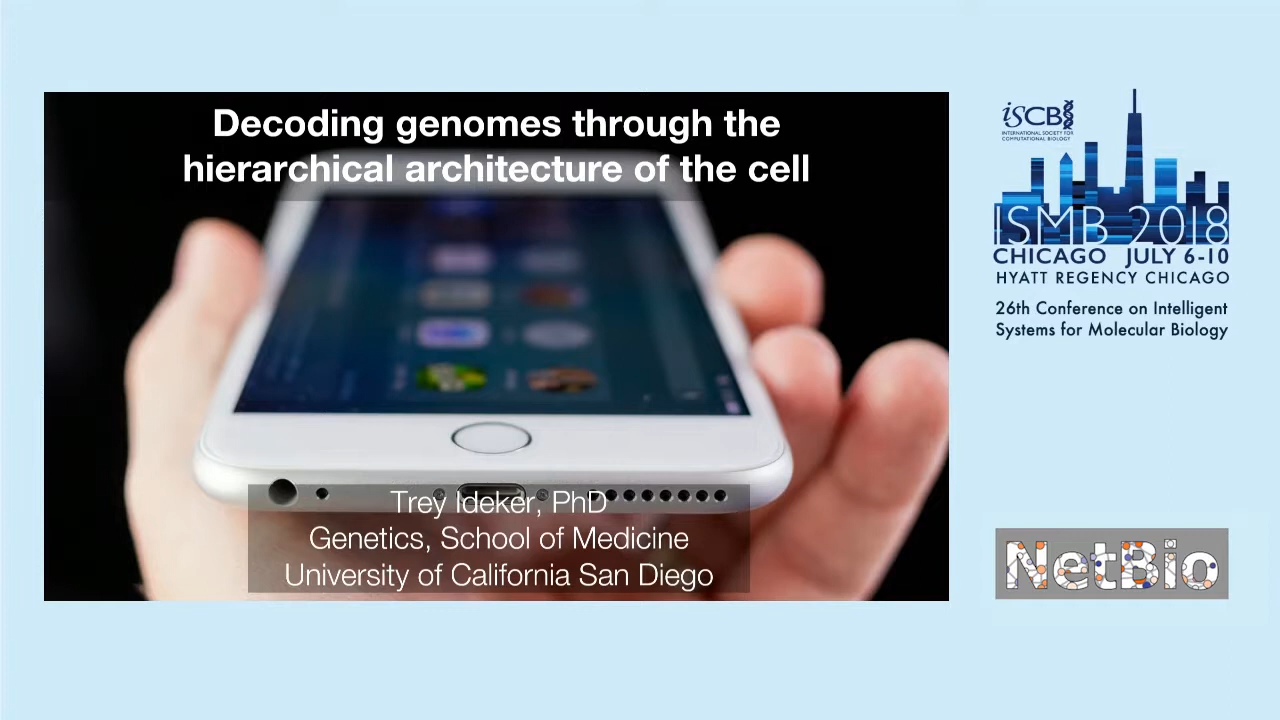 Decoding genomes through the
hierarchical architecture of the cell
Trey Ideker, PhD
Genetics, School of Medicine
University of California San Diego
iSCB
INTERNATIONAL SOCIETY FOR
COMPUTATIONAL BIOLOGY
ISMB 2018
CHICAGO JULY 6-10
HYATT REGENCY CHICAGO
26th Conference on Intelligent
Systems for Molecular Biology
NetBio